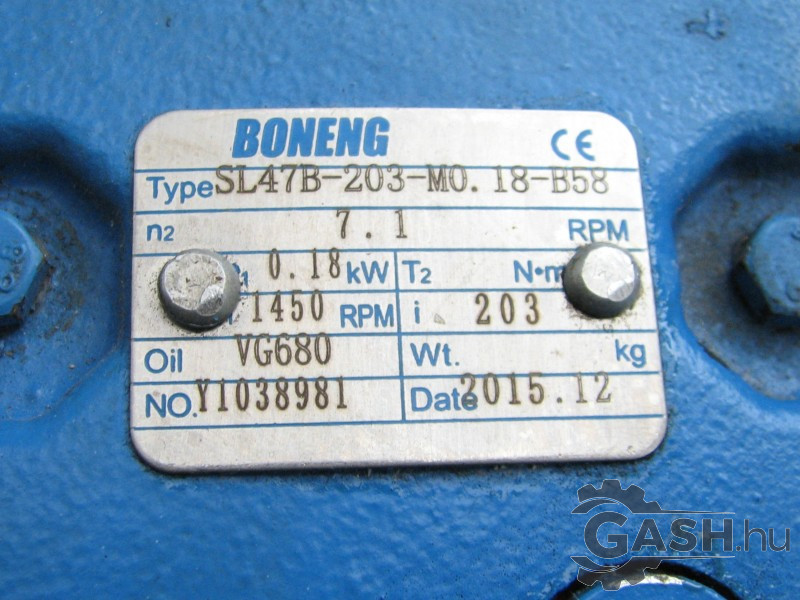 BONENG CE
Type SL47B-203-M0.18-B58
n2 7.1 RPM
1 0.18 kW T2 N·m
1450 RPM i 203
Oil VG680 Wt. kg
NO. Y1038981 Date 2015.12
GASH.hu